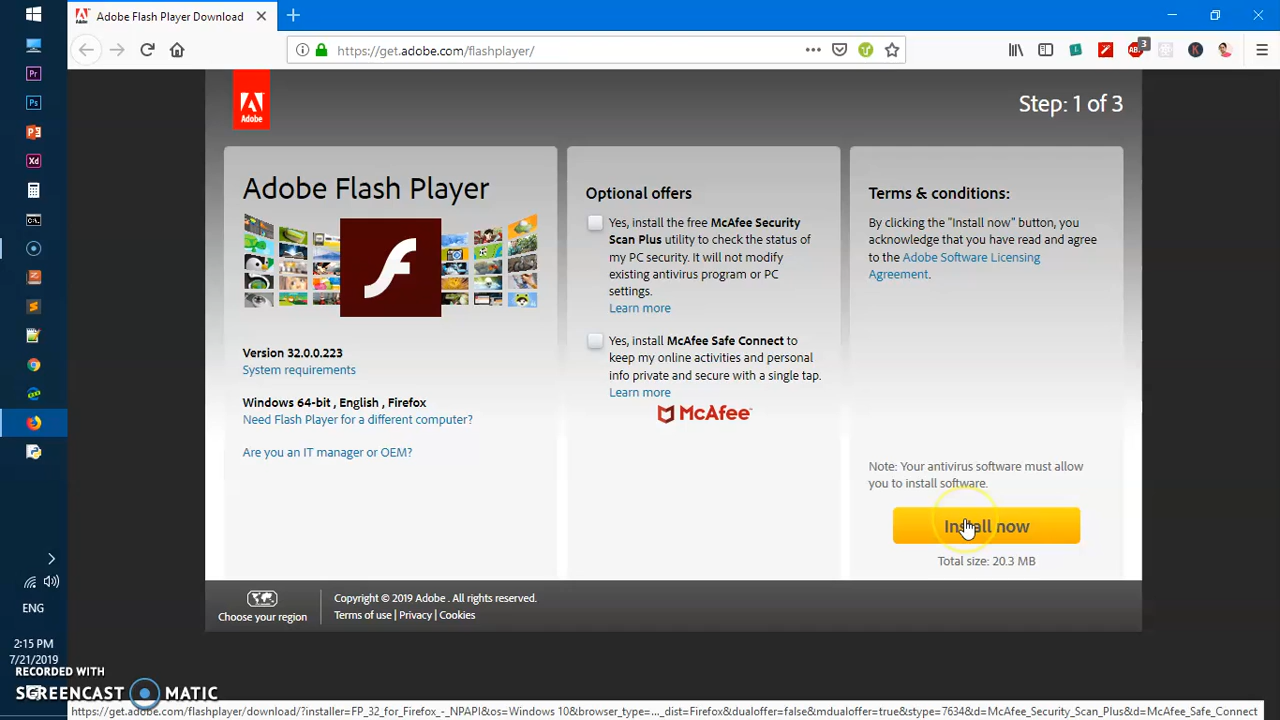 Adobe Flash Player Download
https://get.adobe.com/flashplayer/
3
Adobe
Step: 1 of 3
Adobe Flash Player
Version 32.0.0.223
System requirements
Windows 64-bit , English , Firefox
Need Flash Player for a different computer?
Are you an IT manager or OEM?
Optional offers
Yes, install the free McAfee Security
Scan Plus utility to check the status of
my PC security. It will not modify
existing antivirus program or PC
settings.
Learn more
Yes, install McAfee Safe Connect to
keep my online activities and personal
info private and secure with a single tap.
Learn more
McAfee™
Terms & conditions:
By clicking the "Install now" button, you
acknowledge that you have read and agree
to the Adobe Software Licensing
Agreement.
Note: Your antivirus software must allow
you to install software.
Install now
Total size: 20.3 MB
Choose your region
Copyright © 2019 Adobe . All rights reserved.
Terms of use | Privacy | Cookies
Pr
Ps
Xd
ENG
2:15 PM
7/21/2019
RECORDED WITH
SCREENCAST MATIC
https://get.adobe.com/flashplayer/download/?installer=FP_32_for_Firefox_-_NPAPI&os=Windows 10&browser_type=..._dist=Firefox&dualoffer=false&mdualoffer=true&stype=7634&d=McAfee_Security_Scan_Plus&d=McAfee_Safe_Connect